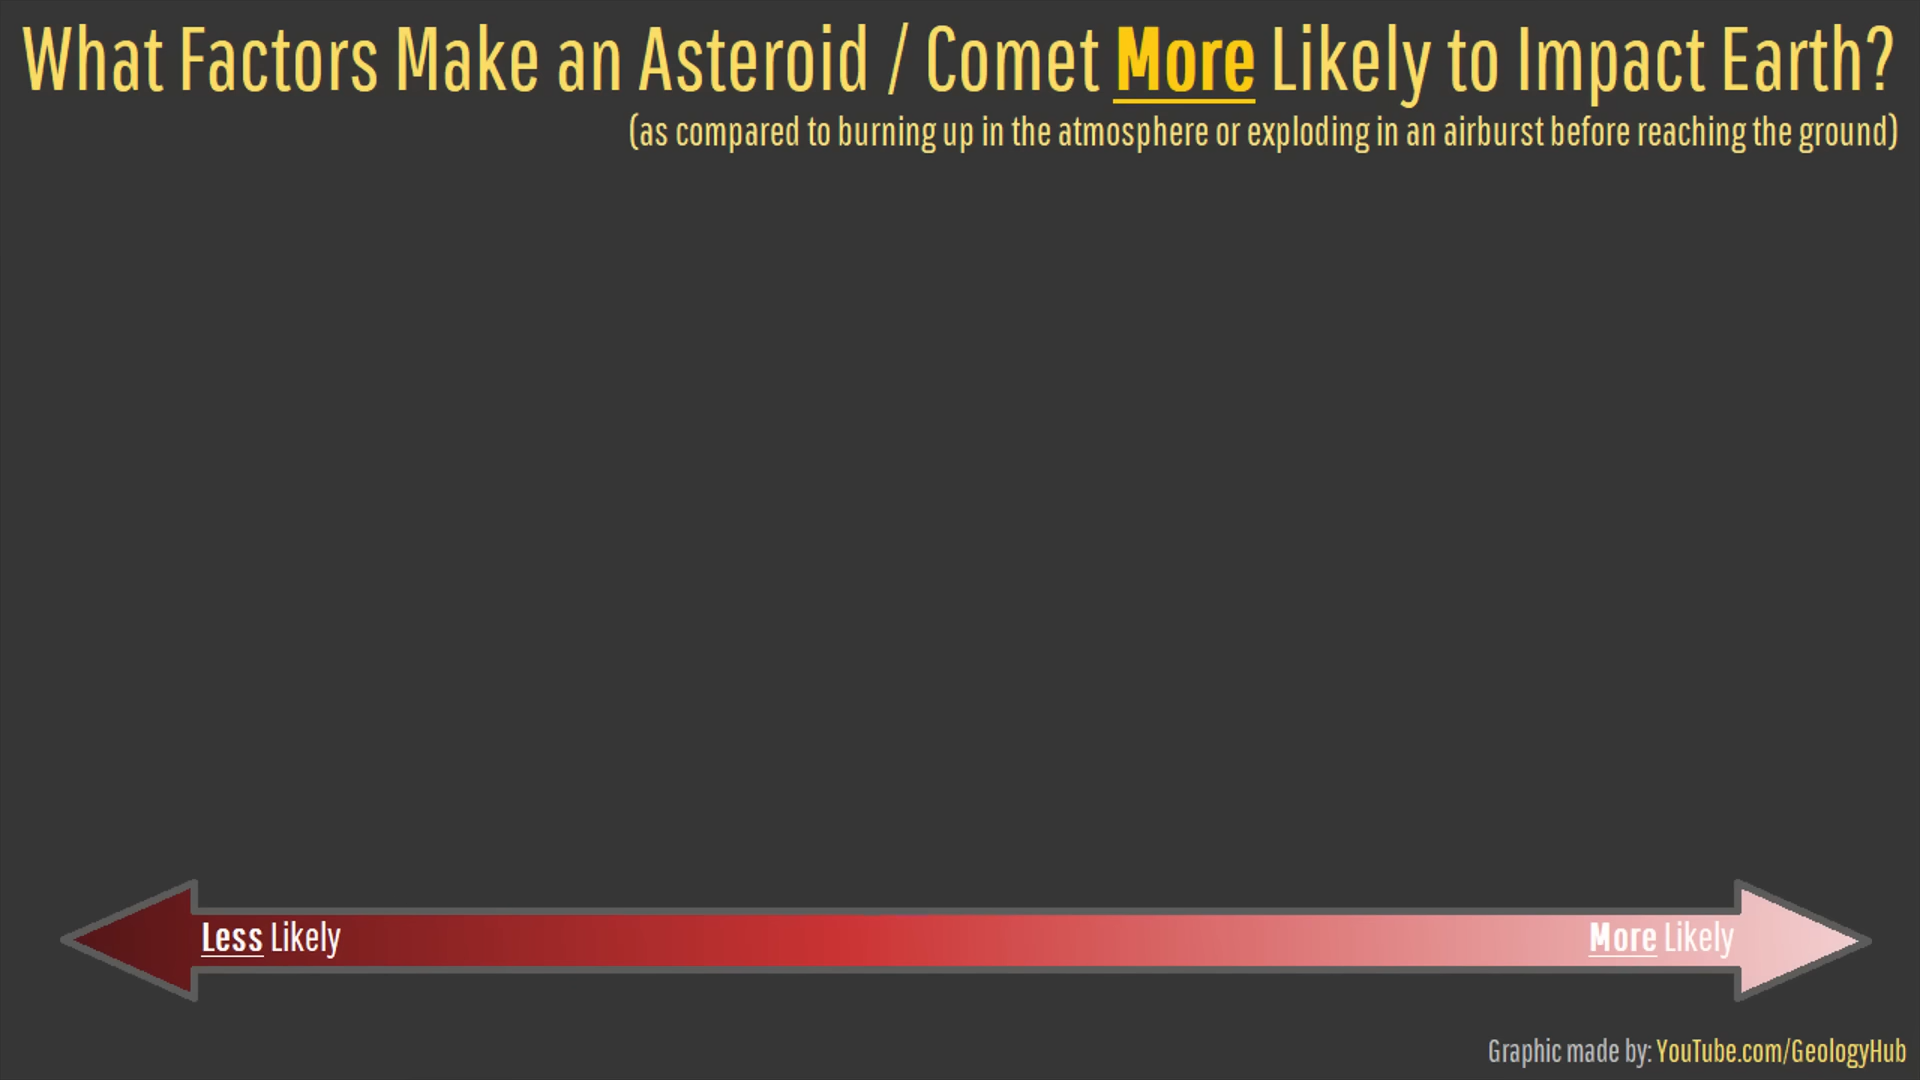 What Factors Make an Asteroid / Comet More Likely to Impact Earth?
(as compared to burning up in the atmosphere or exploding in an airburst before reaching the ground)
Less Likely
More Likely
Graphic made by: YouTube.com/GeologyHub